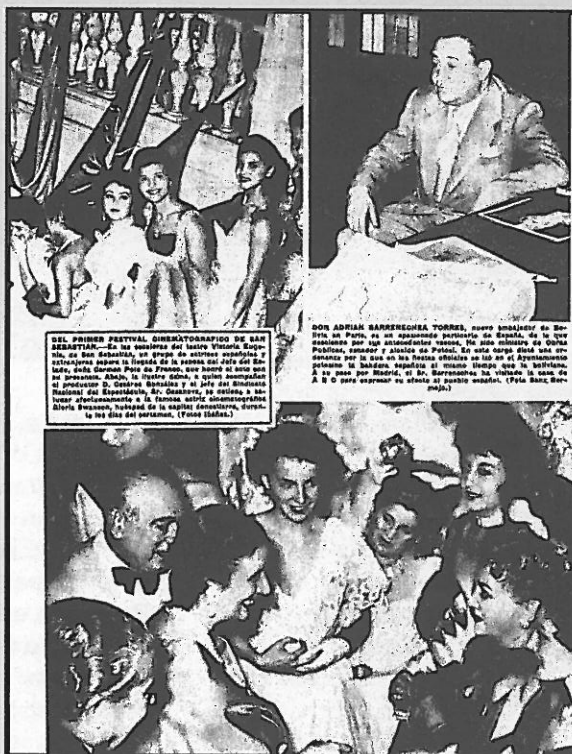 DEL PRIMER FESTIVAL CINEMATOGRAFICO DE SAN
SEBASTIAN.—En las escaleras del teatro Victoria Euge-
nia, de San Sebastián, un grupo de actrices españolas y
extranjeras espera la llegada de la esposa del Jefe del Es-
tado, doña Carmen Polo de Franco, que honró el acto con
su presencia. Abajo, la ilustre dama, a quien acompañan
el productor D. Cesáreo González y el jefe del Sindicato
Nacional del Espectáculo, Sr. Casanova, se detiene a sa-
ludar afectuosamente a la famosa actriz cinematográfica
Gloria Swanson, huésped de la capital donostiarra, duran-
te los días del certamen. (Fotos Ibáñez.)
DON ADRIAN BARRENECHEA TORRES, nuevo embajador de Bo-
livia en París, es un apasionado partidario de España, de la que
desciende por sus antecedentes vascos. Ha sido ministro de Obras
Públicas, senador y alcalde de Potosí. En este cargo dictó una or-
denanza por la que en las fiestas oficiales se izó en el Ayuntamiento
potosino la bandera española al mismo tiempo que la boliviana.
A su paso por Madrid, el Sr. Barrenechea ha visitado la casa de
A B C para expresar su afecto al pueblo español. (Foto Sanz Ber-
mejo.)